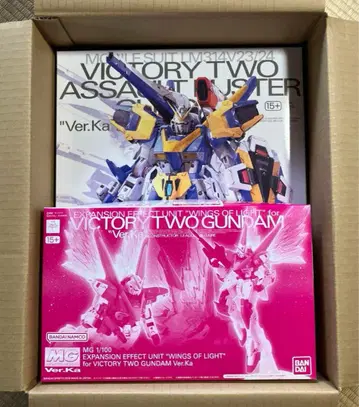 MOBILE SUIT LM314V23/24
VICTORY TWO
ASSAULT BUSTER
"Ver.Ka
15+
EXPANSION EFFECT UNIT "WINGS OF LIGHT" for
VICTORY TWO GUNDAM
15+
"Ver.Ka
BANDAI NAMCO
MG
Ver.Ka
MG 1/100
EXPANSION EFFECT UNIT "WINGS OF LIGHT"
for VICTORY TWO GUNDAM Ver.Ka
BAN
DAI